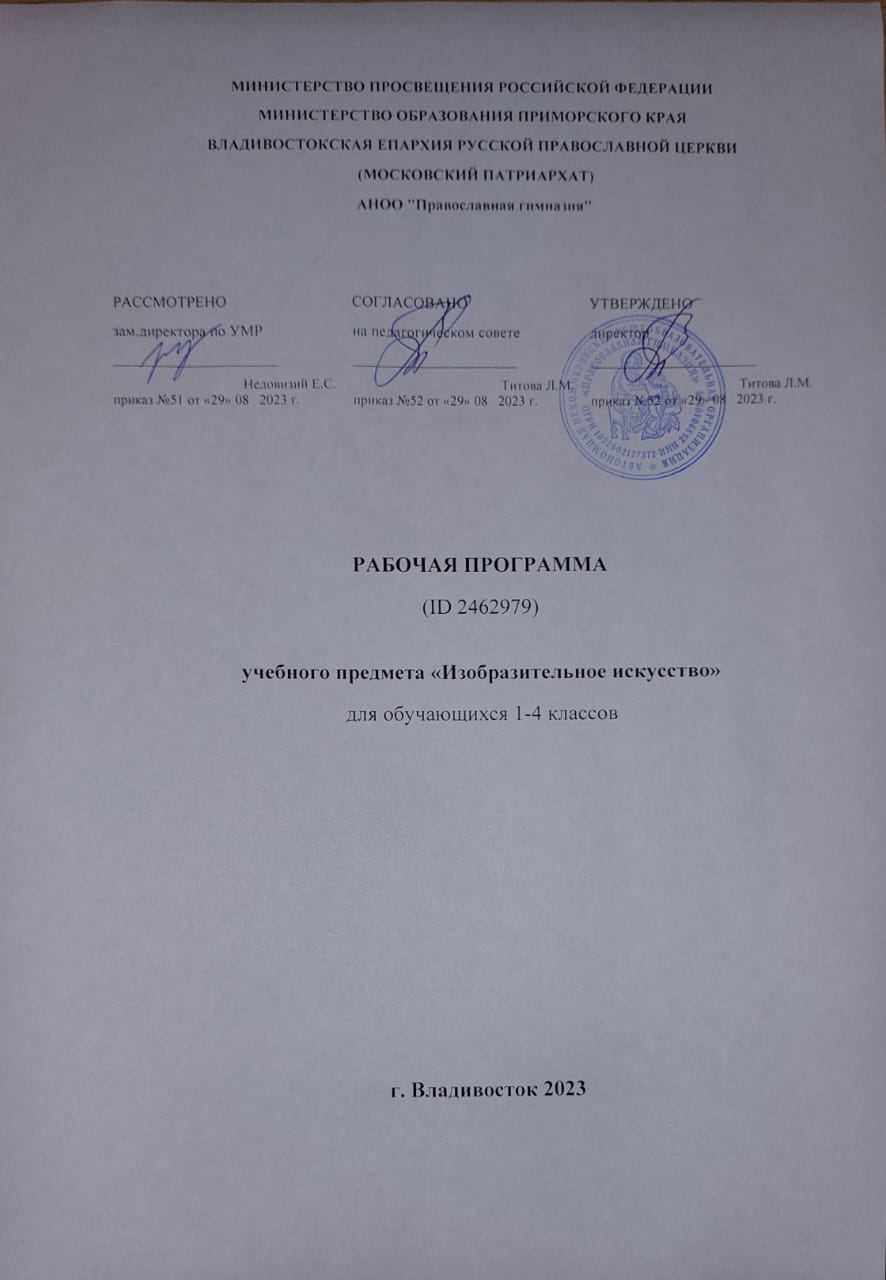 МИНИСТЕРСТВО ПРОСВЕЩЕНИЯ РОССИЙСКОЙ ФЕДЕРАЦИИ
МИНИСТЕРСТВО ОБРАЗОВАНИЯ ПРИМОРСКОГО КРАЯ
ВЛАДИВОСТОКСКАЯ ЕПАРХИЯ РУССКОЙ ПРАВОСЛАВНОЙ ЦЕРКВИ
(МОСКОВСКИЙ ПАТРИАРХАТ)
АНОО "Православная гимназия"
РАССМОТРЕНО
зам.директора по УМР
Недовизий Е.С.
приказ №51 от «29» 08 2023 г.
СОГЛАСОВАНО
на педагогическом совете
Титова Л.М.
приказ №52 от «29» 08 2023 г.
УТВЕРЖДЕНО
директор
Титова Л.М.
приказ №52 от «29» 08 2023 г.
РАБОЧАЯ ПРОГРАММА
(ID 2462979)
учебного предмета «Изобразительное искусство»
для обучающихся 1-4 классов
г. Владивосток 2023